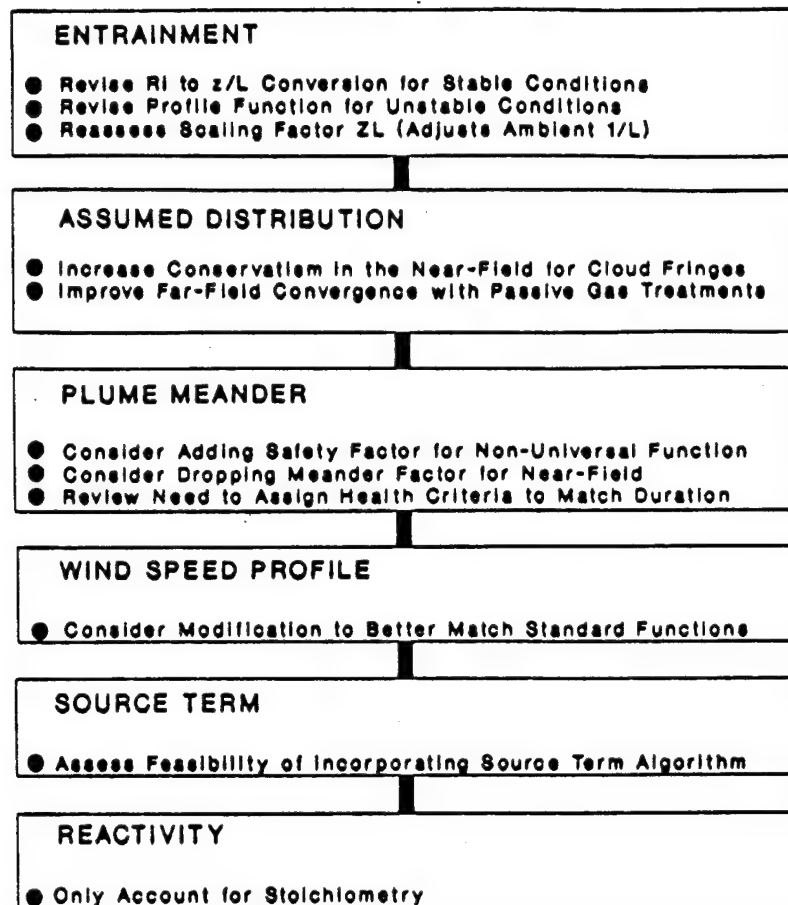 ENTRAINMENT
● Revise Ri to z/L Conversion for Stable Conditions
● Revise Profile Function for Unstable Conditions
● Reassess Scaling Factor ZL (Adjusts Ambient 1/L)
ASSUMED DISTRIBUTION
● Increase Conservatism in the Near-Field for Cloud Fringes
● Improve Far-Field Convergence with Passive Gas Treatments
PLUME MEANDER
● Consider Adding Safety Factor for Non-Universal Function
● Consider Dropping Meander Factor for Near-Field
● Review Need to Assign Health Criteria to Match Duration
WIND SPEED PROFILE
● Consider Modification to Better Match Standard Functions
SOURCE TERM
● Assess Feasibility of Incorporating Source Term Algorithm
REACTIVITY
● Only Account for Stoichiometry